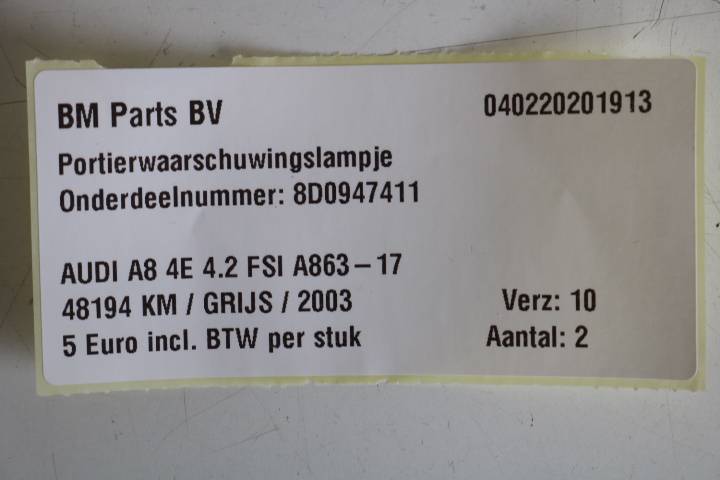 BM Parts BV 040220201913
Portierwaarschuwingslampje
Onderdeelnummer: 8D0947411
AUDI A8 4E 4.2 FSI A863-17
48194 KM / GRIJS / 2003 Verz: 10
5 Euro incl. BTW per stuk Aantal: 2